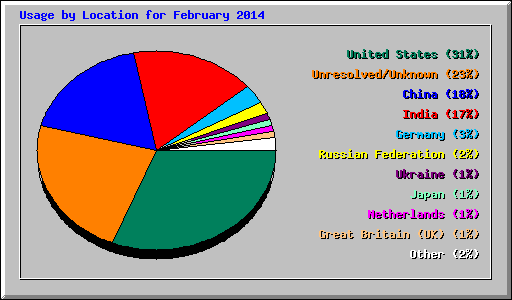 Usage by Location for February 2014
United States (31%)
Unresolved/Unknown (23%)
China (18%)
India (17%)
Germany (3%)
Russian Federation (2%)
Ukraine (1%)
Japan (1%)
Netherlands (1%)
Great Britain (UK) (1%)
Other (2%)